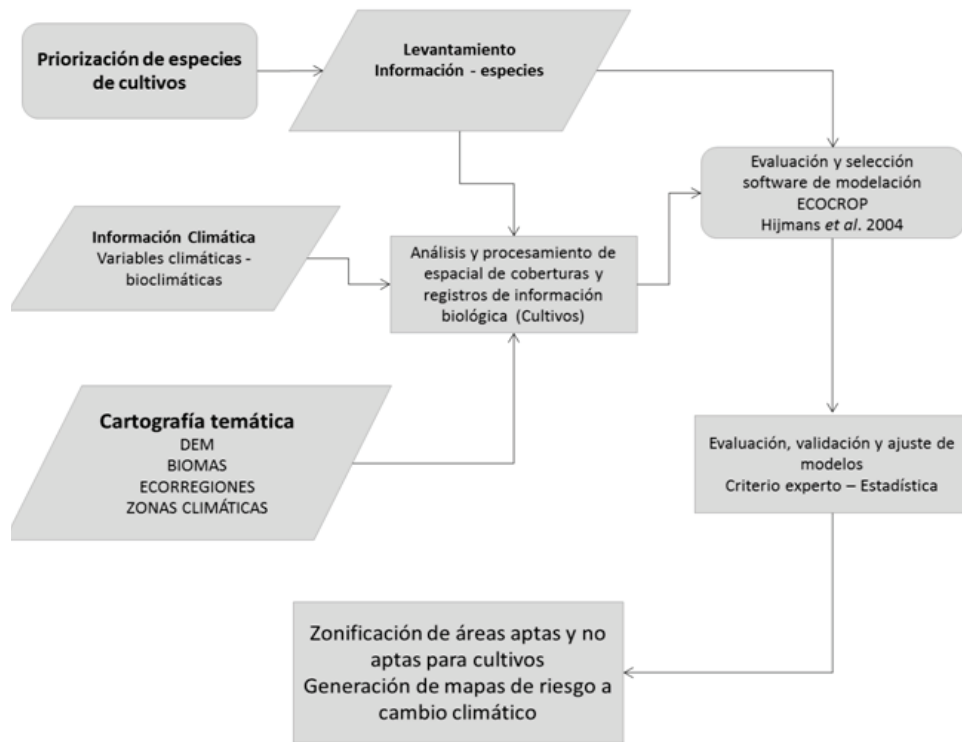 Priorización de especies
de cultivos
Levantamiento
Información - especies
Evaluación y selección
software de modelación
ECOCROP
Hijmans et al. 2004
Información Climática
Variables climáticas -
bioclimáticas
Análisis y procesamiento de
espacial de coberturas y
registros de información
biológica (Cultivos)
Cartografía temática
DEM
BIOMAS
ECORREGIONES
ZONAS CLIMÁTICAS
Evaluación, validación y ajuste de
modelos
Criterio experto – Estadística
Zonificación de áreas aptas y no
aptas para cultivos
Generación de mapas de riesgo a
cambio climático